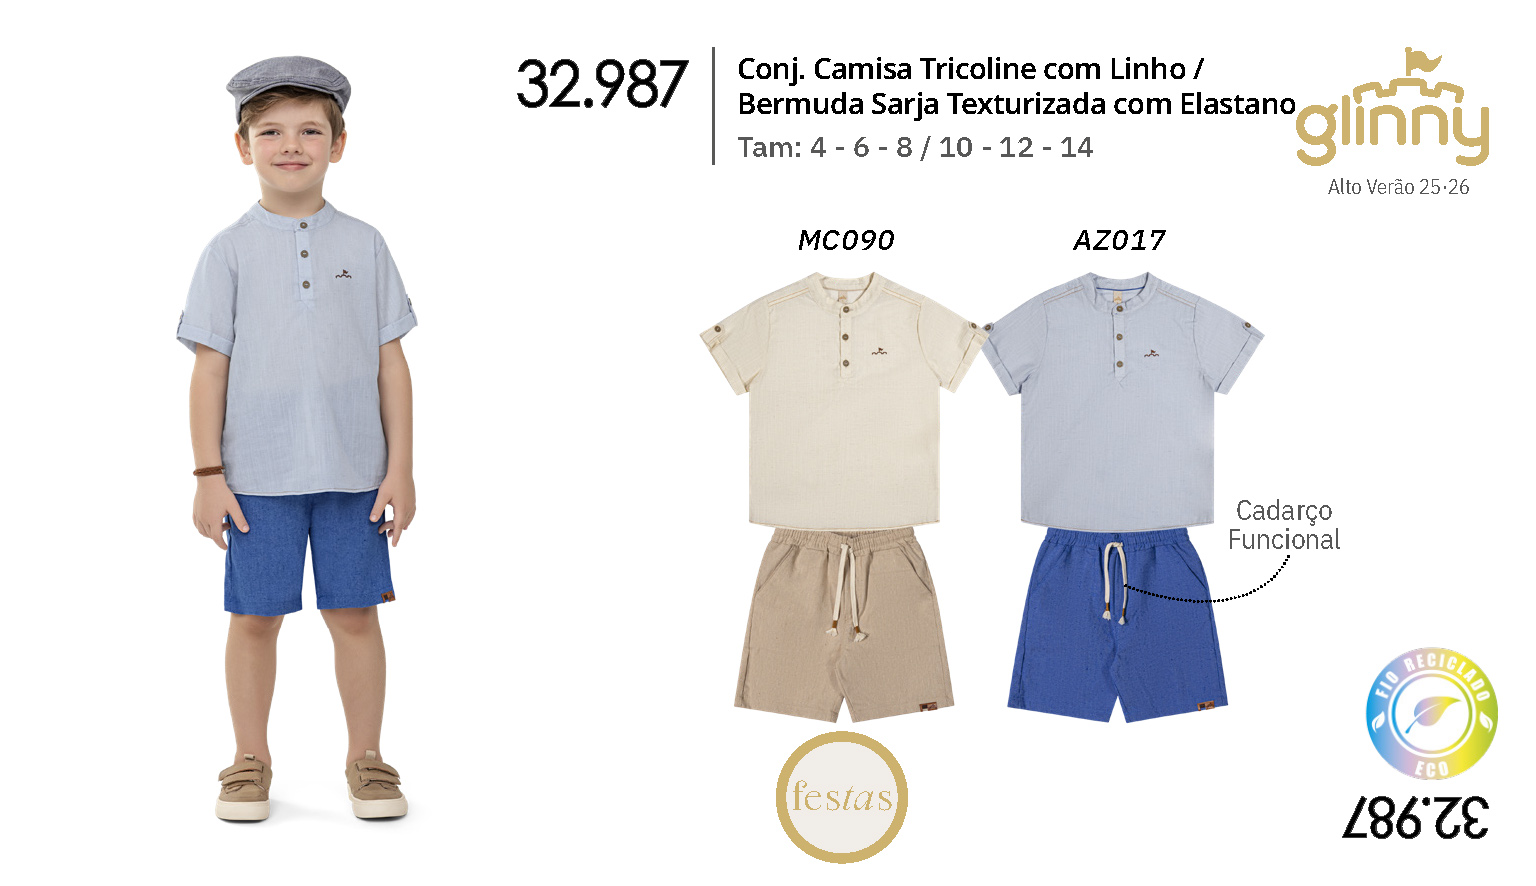 32.987
Conj. Camisa Tricoline com Linho /
Bermuda Sarja Texturizada com Elastano
Tam: 4 - 6 - 8 / 10 - 12 - 14
glinny
Alto Verão 25·26
MC090
AZ017
Cadarço
Funcional
festas
FIO RECICLADO
ECO
32.987